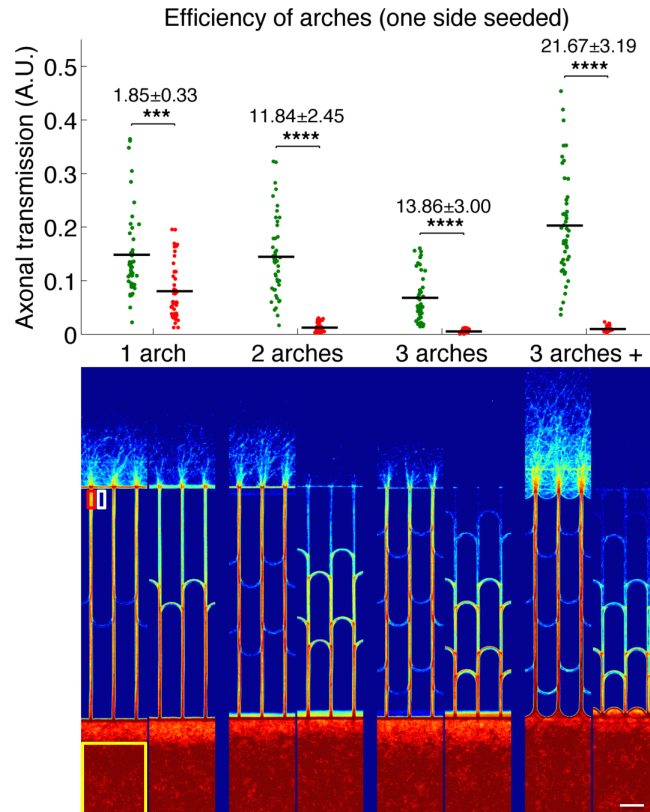 Efficiency of arches (one side seeded)
Axonal transmission (A.U.)
0.5
0.4
0.3
0.2
0.1
0
1.85±0.33
***
11.84±2.45
****
13.86±3.00
****
21.67±3.19
****
1 arch
2 arches
3 arches
3 arches +